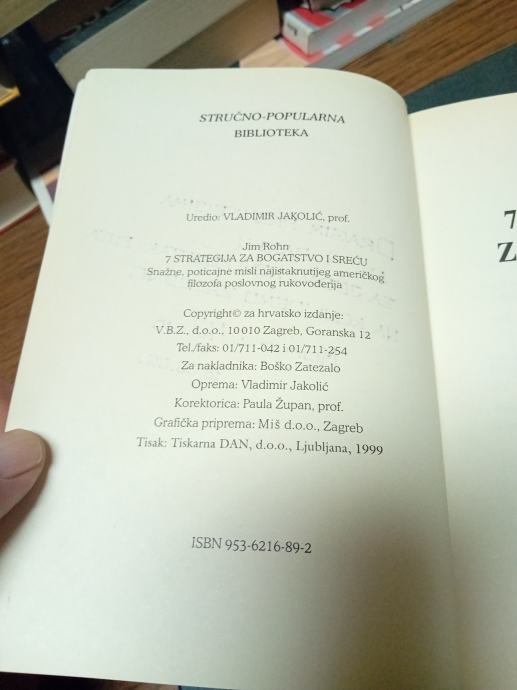 STRUČNO-POPULARNA
BIBLIOTEKA
Uredio: VLADIMIR JAKOLIĆ, prof.
Jim Rohn
7 STRATEGIJA ZA BOGATSTVO I SREĆU
Snažne, poticajne misli najistaknutijeg američkog
filozofa poslovnog rukovođerija
Copyright© za hrvatsko izdanje:
V.B.Z., d.o.o., 10010 Zagreb, Goranska 12
Tel./faks: 01/711-042 i 01/711-254
Za nakladnika: Boško Zatezalo
Oprema: Vladimir Jakolić
Korektorica: Paula Župan, prof.
Grafička priprema: Miš d.o.o., Zagreb
Tisak: Tiskarna DAN, d.o.o., Ljubljana, 1999
ISBN 953-6216-89-2
7
Z